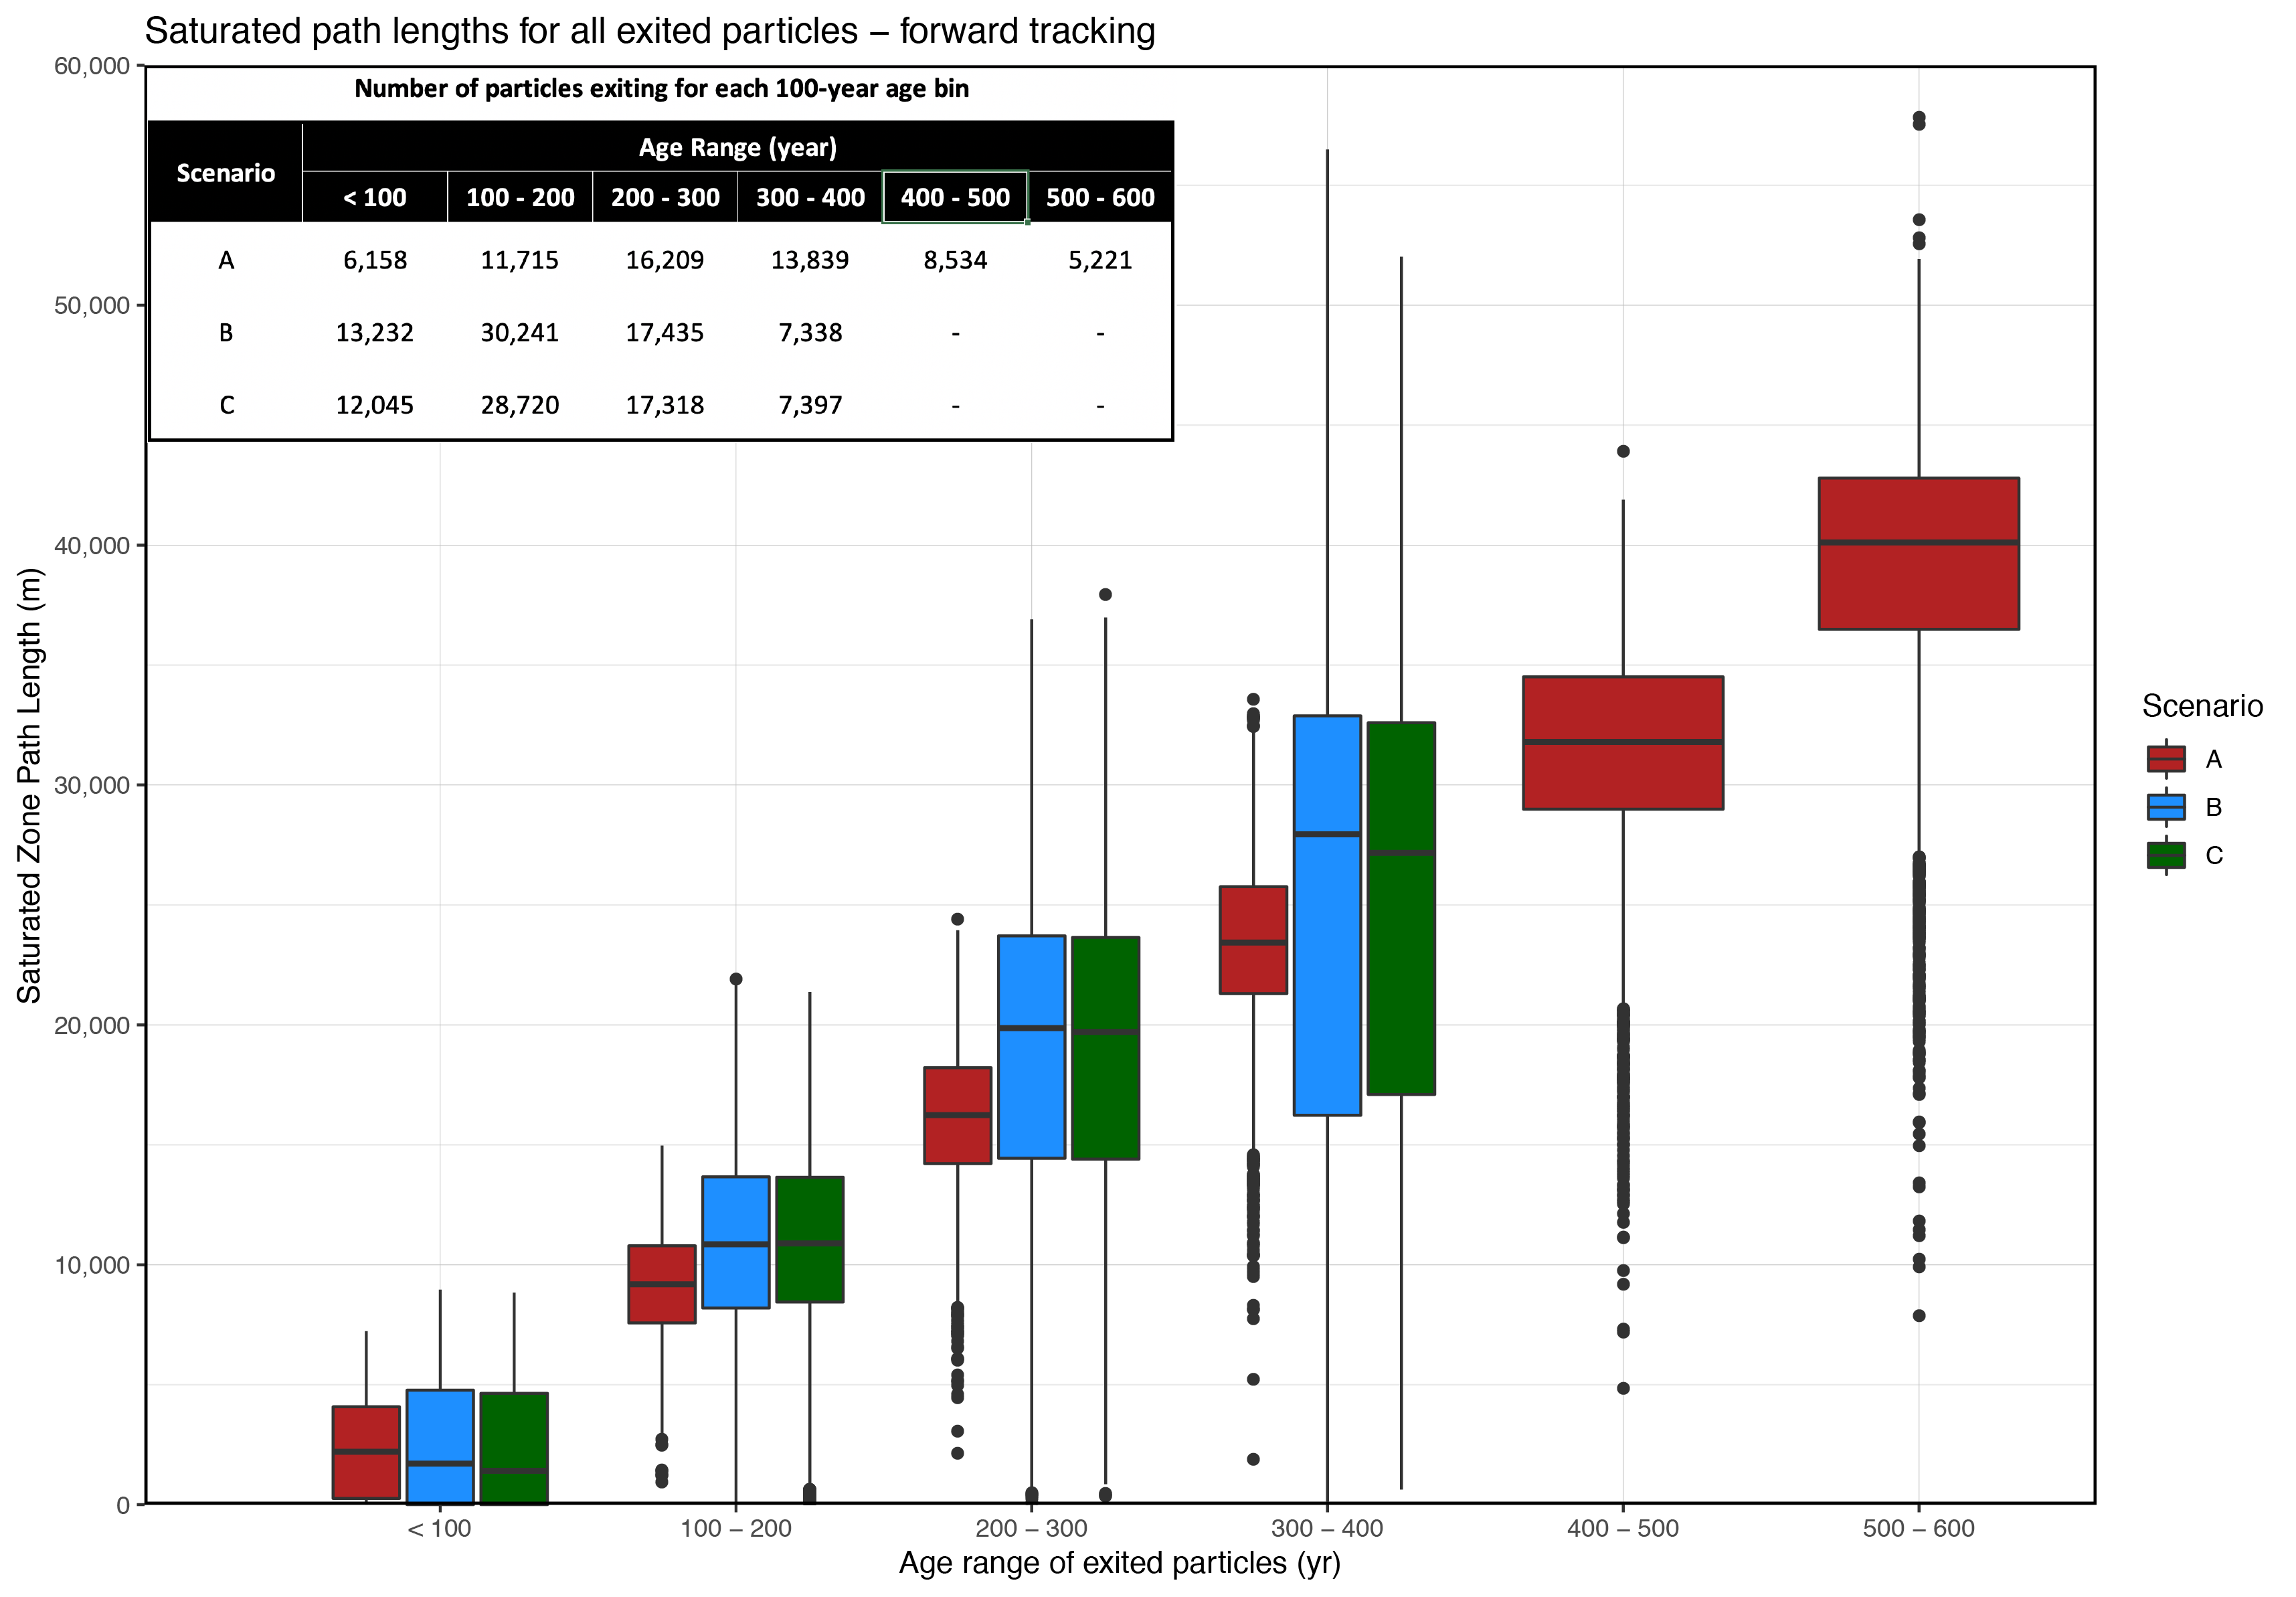 Saturated path lengths for all exited particles – forward tracking
Number of particles exiting for each 100-year age bin
Scenario
Age Range (year)
< 100 100 - 200 200 - 300 300 - 400 400 - 500 500 - 600
A 6,158 11,715 16,209 13,839 8,534 5,221
B 13,232 30,241 17,435 7,338 - -
C 12,045 28,720 17,318 7,397 - -
Saturated Zone Path Length (m)
60,000
50,000
40,000
30,000
20,000
10,000
0
< 100 100 – 200 200 – 300 300 – 400 400 – 500 500 – 600
Age range of exited particles (yr)
Scenario
A
B
C